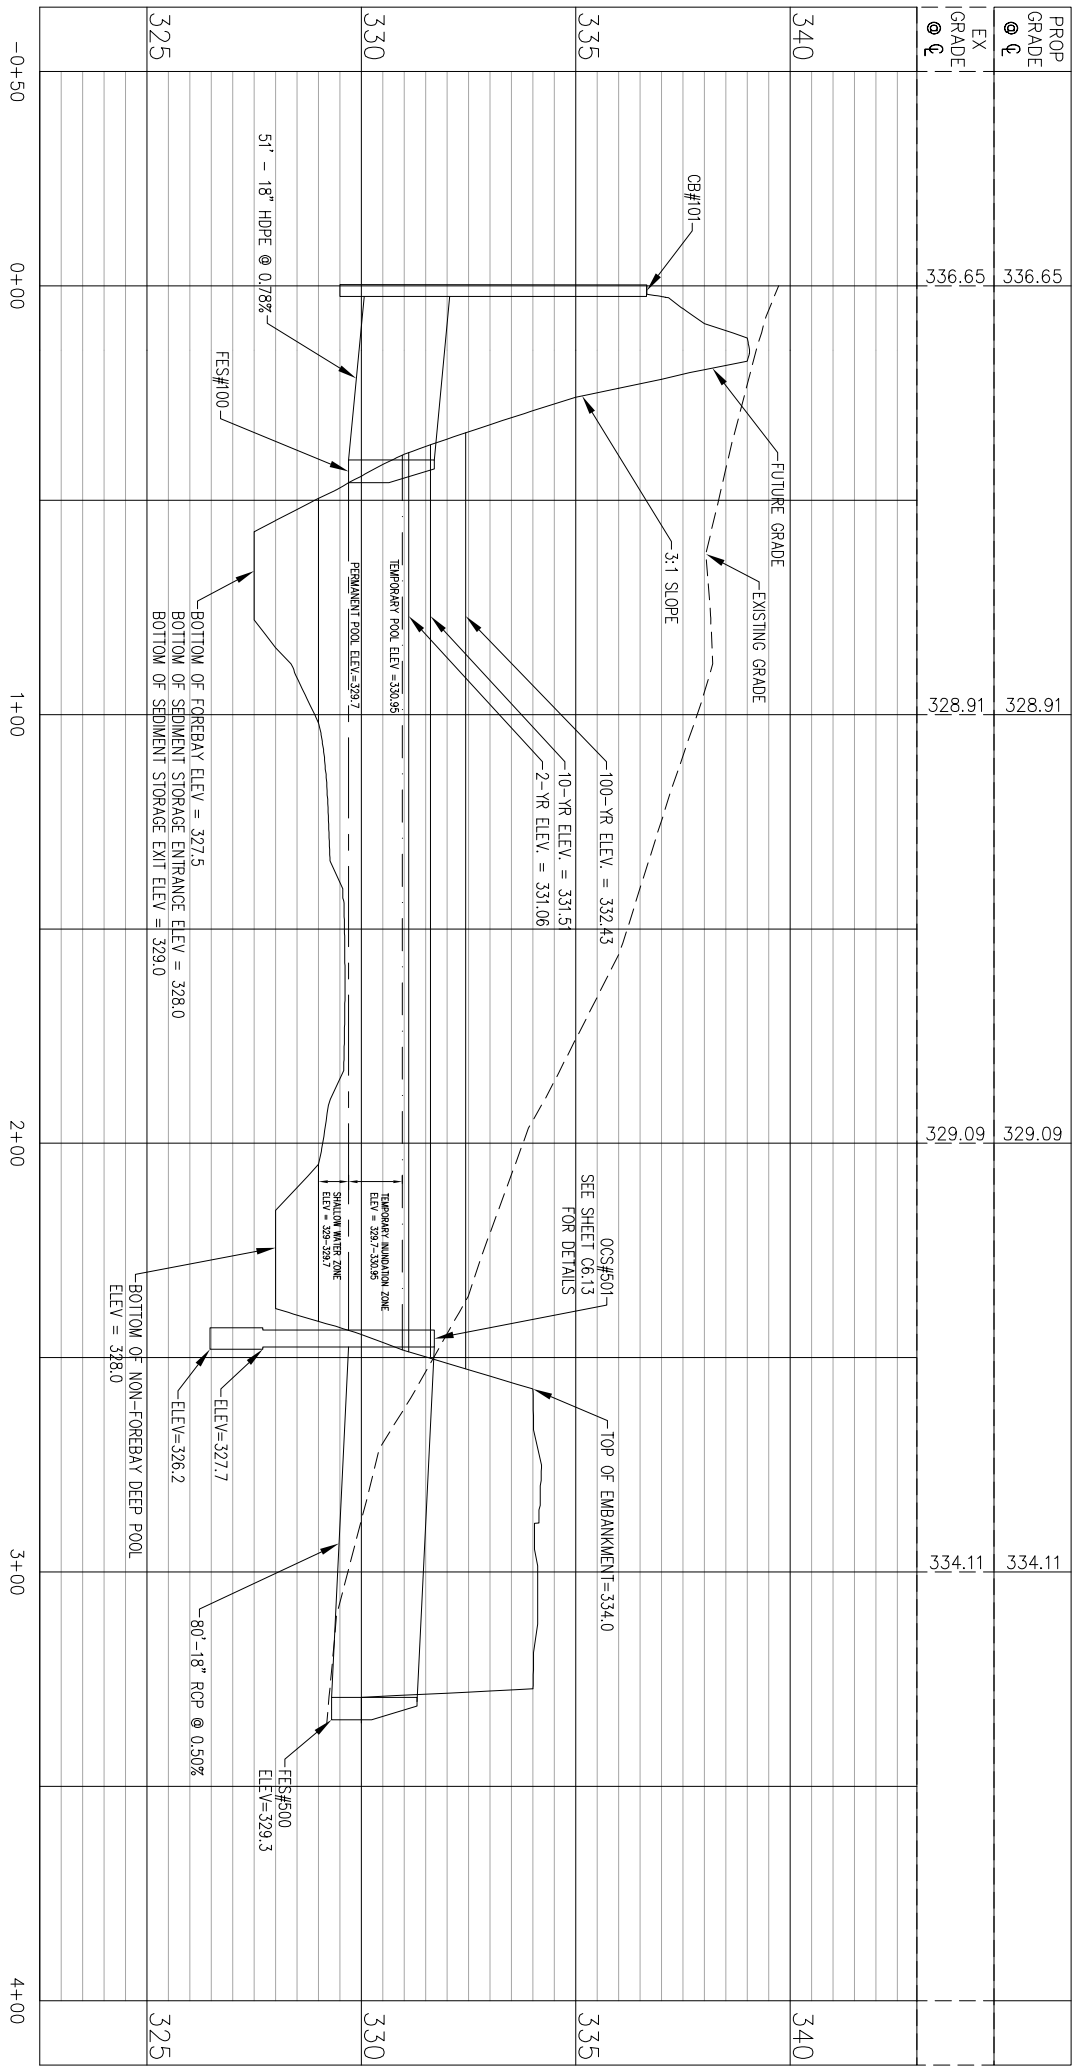 PROP
GRADE
@ ℄
336.65
328.91
329.09
334.11
EX
GRADE
@ ℄
336.65
328.91
329.09
334.11
340
340
335
335
330
330
325
325
CB#101
FUTURE GRADE
EXISTING GRADE
3:1 SLOPE
100-YR ELEV. = 332.43
10-YR ELEV. = 331.51
2-YR ELEV. = 331.06
TEMPORARY POOL ELEV =330.95
PERMANENT POOL ELEV.=329.7
51' - 18" HDPE @ 0.78%
FES#100
BOTTOM OF FOREBAY ELEV = 327.5
BOTTOM OF SEDIMENT STORAGE ENTRANCE ELEV = 328.0
BOTTOM OF SEDIMENT STORAGE EXIT ELEV = 329.0
OCS#501
SEE SHEET C6.13
FOR DETAILS
TEMPORARY INUNDATION ZONE
ELEV = 329.7-330.95
SHALLOW WATER ZONE
ELEV = 329-329.7
BOTTOM OF NON-FOREBAY DEEP POOL
ELEV = 328.0
ELEV=327.7
ELEV=326.2
TOP OF EMBANKMENT=334.0
80'-18" RCP @ 0.50%
FES#500
ELEV=329.3
-0+50
0+00
1+00
2+00
3+00
4+00